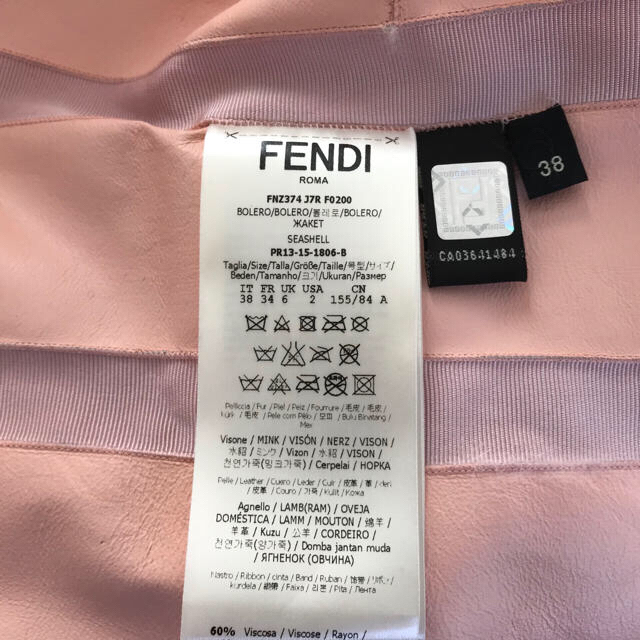 FENDI
ROMA
FNZ374 J7R F0200
BOLERO/BOLERO/볼레로/BOLERO/
ЖАКЕТ
SEASHELL
PR13-15-1806-B
Taglia/Size/Talla/Größe/Taille/号型/サイズ/
Beden/Tamanho/크기/Ukuran/Размер
IT FR UK USA CN
38 34 6 2 155/84 A
Pelliccia / Fur / Piel / Pelz / Fourrure / 毛皮 / 毛皮 /
Kürk / 毛皮 / Pele com Pêlo / 모피 / Bulu Binatang /
Mex
Visone / MINK / VISÓN / NERZ / VISON /
水貂 / ミンク / Vizon / 水貂 / VISON /
천연가죽(밍크가죽) / Cerpelai / НОРКА
Pelle / Leather / Cuero / Leder / Cuir / 皮革 / 革 / deri
/ 皮革 / Couro / 가죽 / Kulit / Кожа
Agnello / LAMB(RAM) / OVEJA
DOMÉSTICA / LAMM / MOUTON / 绵羊 /
羊革 / Kuzu / 公羊 / CORDEIRO /
천연가죽(양가죽) / Domba jantan muda
/ ЯГНЕНОК (ОВЧИНА)
Nastro / Ribbon / cinta / Band / Ruban / 饰带 / リボン /
kurdela / 緞帶 / Faixa / 리본 / Pita / Лента
60% Viscosa / Viscose / Rayon /
CA03641484
38